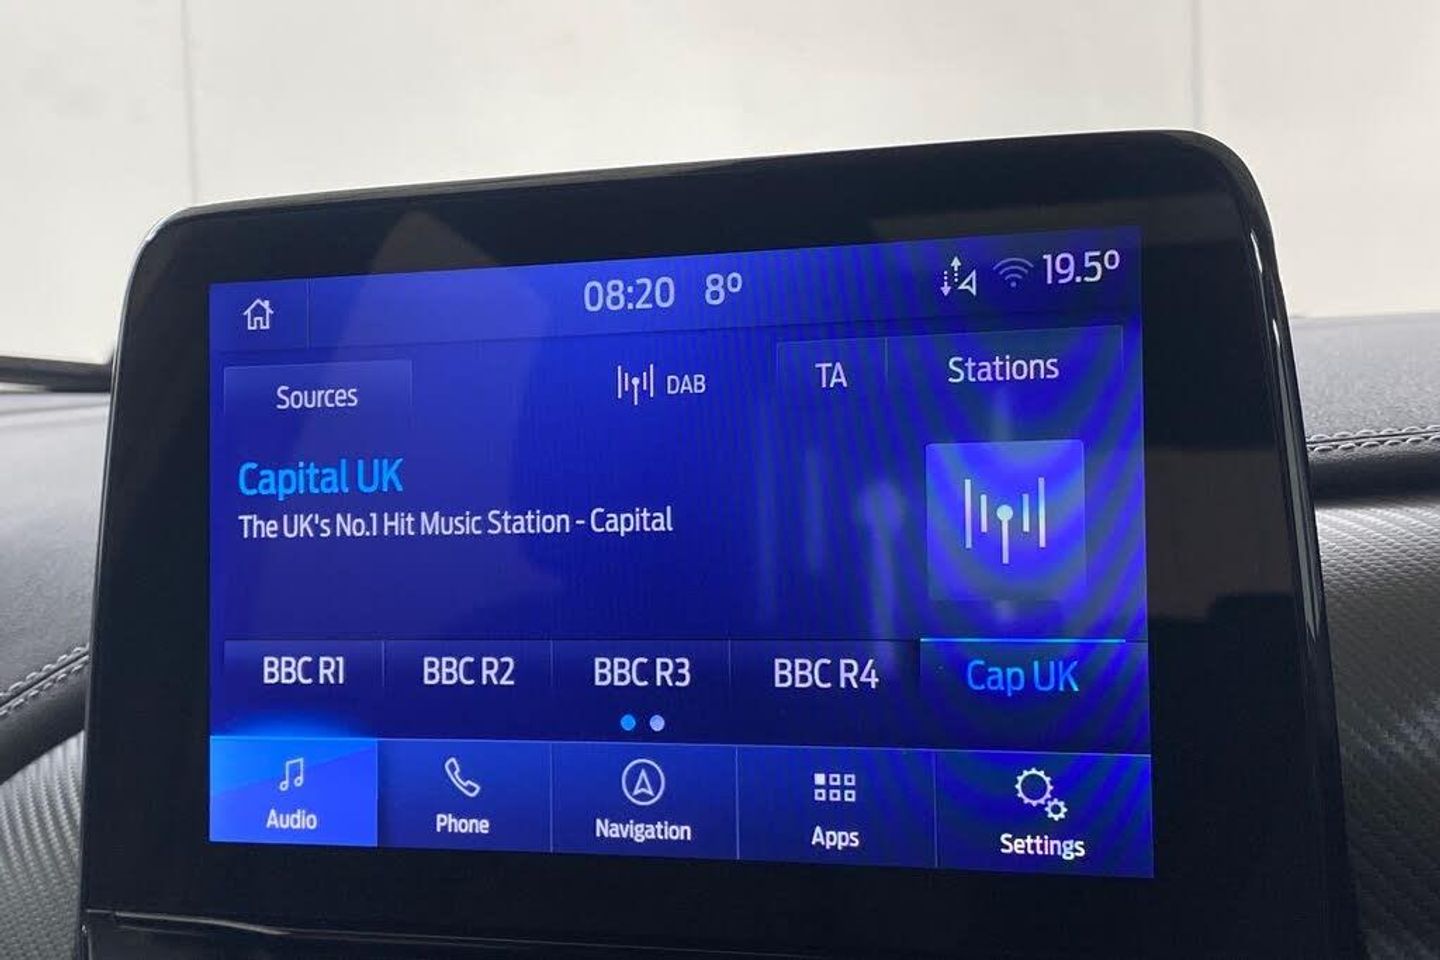 08:20 8° 19.5°
Sources DAB TA Stations
Capital UK
The UK's No.1 Hit Music Station - Capital
BBC R1 BBC R2 BBC R3 BBC R4 Cap UK
Audio Phone Navigation Apps Settings